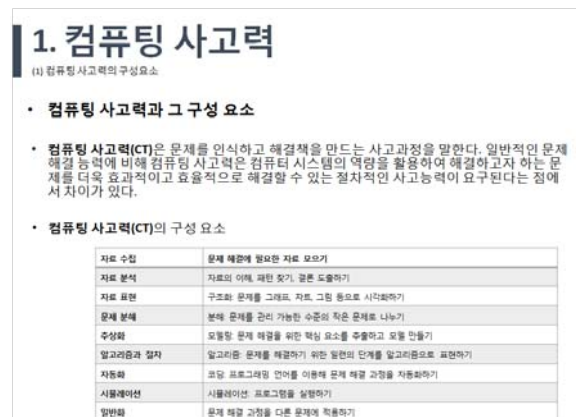 1. 컴퓨팅 사고력
(1) 컴퓨팅 사고력의 구성요소
• 컴퓨팅 사고력과 그 구성 요소
• 컴퓨팅 사고력(CT)은 문제를 인식하고 해결책을 만드는 사고과정을 말한다. 일반적인 문제
해결 능력에 비해 컴퓨팅 사고력은 컴퓨터 시스템의 역량을 활용하여 해결하고자 하는 문
제를 더욱 효과적이고 효율적으로 해결할 수 있는 절차적인 사고능력이 요구된다는 점에
서 차이가 있다.
• 컴퓨팅 사고력(CT)의 구성 요소
자료 수집 문제 해결에 필요한 자료 모으기
자료 분석 자료의 이해, 패턴 찾기, 결론 도출하기
자료 표현 구조화: 문제를 그래프, 차트, 그림 등으로 시각화하기
문제 분해 분해: 문제를 관리 가능한 수준의 작은 문제로 나누기
추상화 모델링: 문제 해결을 위한 핵심 요소를 추출하고 모델 만들기
알고리즘과 절차 알고리즘: 문제를 해결하기 위한 일련의 단계를 알고리즘으로 표현하기
자동화 코딩: 프로그래밍 언어를 이용해 문제 해결 과정을 자동화하기
시뮬레이션 시뮬레이션: 프로그램을 실행하기
일반화 문제 해결 과정을 다른 문제에 적용하기